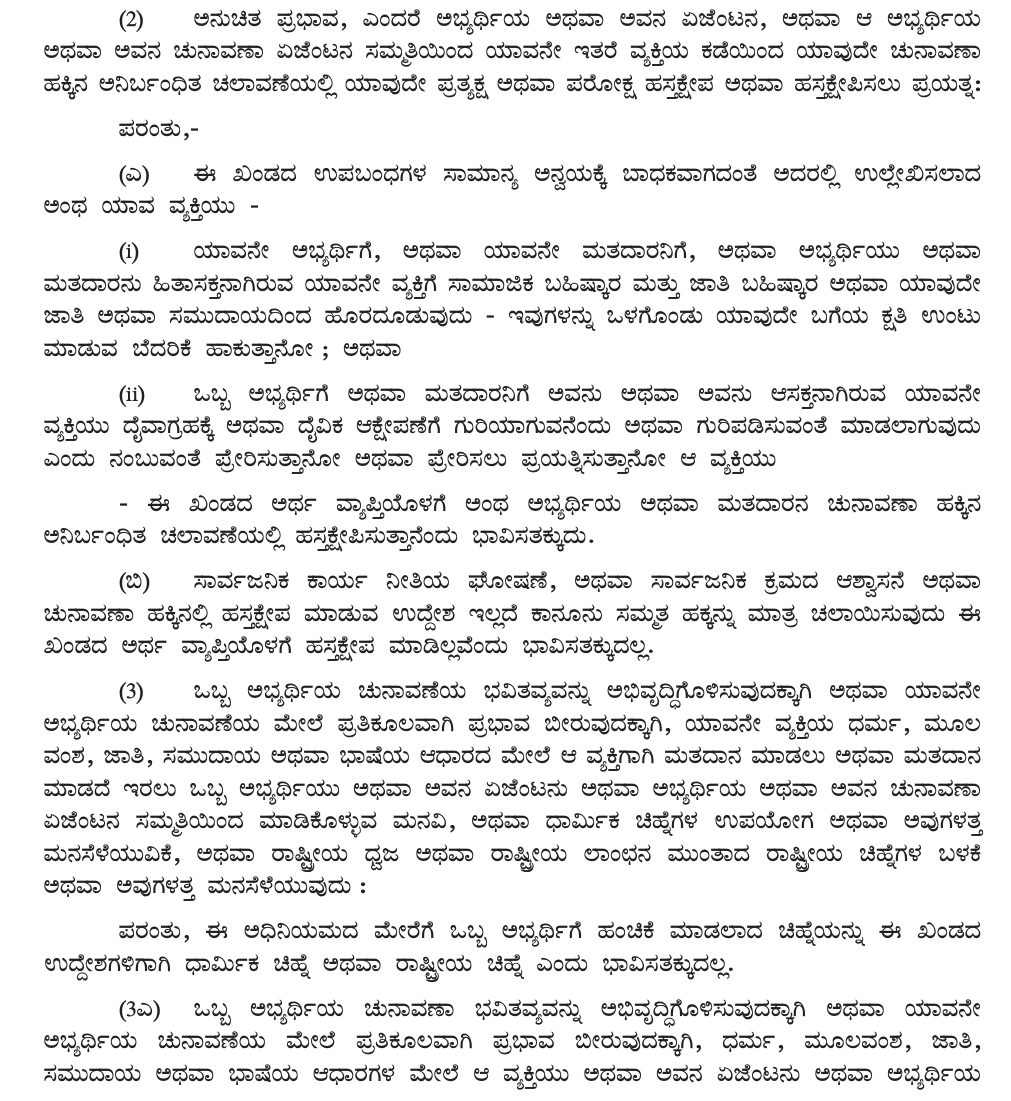 (2) ಅನುಚಿತ ಪ್ರಭಾವ, ಎಂದರೆ ಅಭ್ಯರ್ಥಿಯ ಅಥವಾ ಅವನ ಏಜೆಂಟನ, ಅಥವಾ ಆ ಅಭ್ಯರ್ಥಿಯ
ಅಥವಾ ಅವನ ಚುನಾವಣಾ ಏಜೆಂಟನ ಸಮ್ಮತಿಯಿಂದ ಯಾವನೇ ಇತರೆ ವ್ಯಕ್ತಿಯ ಕಡೆಯಿಂದ ಯಾವುದೇ ಚುನಾವಣಾ
ಹಕ್ಕಿನ ಅನಿರ್ಬಂಧಿತ ಚಲಾವಣೆಯಲ್ಲಿ ಯಾವುದೇ ಪ್ರತ್ಯಕ್ಷ ಅಥವಾ ಪರೋಕ್ಷ ಹಸ್ತಕ್ಷೇಪ ಅಥವಾ ಹಸ್ತಕ್ಷೇಪಿಸಲು ಪ್ರಯತ್ನ:
ಪರಂತು,-
(ಎ) ಈ ಖಂಡದ ಉಪಬಂಧಗಳ ಸಾಮಾನ್ಯ ಅನ್ವಯಕ್ಕೆ ಬಾಧಕವಾಗದಂತೆ ಅದರಲ್ಲಿ ಉಲ್ಲೇಖಿಸಲಾದ
ಅಂಥ ಯಾವ ವ್ಯಕ್ತಿಯು -
(i) ಯಾವನೇ ಅಭ್ಯರ್ಥಿಗೆ, ಅಥವಾ ಯಾವನೇ ಮತದಾರನಿಗೆ, ಅಥವಾ ಅಭ್ಯರ್ಥಿಯು ಅಥವಾ
ಮತದಾರನು ಹಿತಾಸಕ್ತನಾಗಿರುವ ಯಾವನೇ ವ್ಯಕ್ತಿಗೆ ಸಾಮಾಜಿಕ ಬಹಿಷ್ಕಾರ ಮತ್ತು ಜಾತಿ ಬಹಿಷ್ಕಾರ ಅಥವಾ ಯಾವುದೇ
ಜಾತಿ ಅಥವಾ ಸಮುದಾಯದಿಂದ ಹೊರದೂಡುವುದು - ಇವುಗಳನ್ನು ಒಳಗೊಂಡು ಯಾವುದೇ ಬಗೆಯ ಕ್ಷತಿ ಉಂಟು
ಮಾಡುವ ಬೆದರಿಕೆ ಹಾಕುತ್ತಾನೋ ; ಅಥವಾ
(ii) ಒಬ್ಬ ಅಭ್ಯರ್ಥಿಗೆ ಅಥವಾ ಮತದಾರನಿಗೆ ಅವನು ಅಥವಾ ಅವನು ಆಸಕ್ತನಾಗಿರುವ ಯಾವನೇ
ವ್ಯಕ್ತಿಯು ದೈವಾಗ್ರಹಕ್ಕೆ ಅಥವಾ ದೈವಿಕ ಆಕ್ಷೇಪಣೆಗೆ ಗುರಿಯಾಗುವನೆಂದು ಅಥವಾ ಗುರಿಪಡಿಸುವಂತೆ ಮಾಡಲಾಗುವುದು
ಎಂದು ನಂಬುವಂತೆ ಪ್ರೇರಿಸುತ್ತಾನೋ ಅಥವಾ ಪ್ರೇರಿಸಲು ಪ್ರಯತ್ನಿಸುತ್ತಾನೋ ಆ ವ್ಯಕ್ತಿಯು
- ಈ ಖಂಡದ ಅರ್ಥ ವ್ಯಾಪ್ತಿಯೊಳಗೆ ಅಂಥ ಅಭ್ಯರ್ಥಿಯ ಅಥವಾ ಮತದಾರನ ಚುನಾವಣಾ ಹಕ್ಕಿನ
ಅನಿರ್ಬಂಧಿತ ಚಲಾವಣೆಯಲ್ಲಿ ಹಸ್ತಕ್ಷೇಪಿಸುತ್ತಾನೆಂದು ಭಾವಿಸತಕ್ಕುದು.
(ಬಿ) ಸಾರ್ವಜನಿಕ ಕಾರ್ಯ ನೀತಿಯ ಘೋಷಣೆ, ಅಥವಾ ಸಾರ್ವಜನಿಕ ಕ್ರಮದ ಆಶ್ವಾಸನೆ ಅಥವಾ
ಚುನಾವಣಾ ಹಕ್ಕಿನಲ್ಲಿ ಹಸ್ತಕ್ಷೇಪ ಮಾಡುವ ಉದ್ದೇಶ ಇಲ್ಲದೆ ಕಾನೂನು ಸಮ್ಮತ ಹಕ್ಕನ್ನು ಮಾತ್ರ ಚಲಾಯಿಸುವುದು ಈ
ಖಂಡದ ಅರ್ಥ ವ್ಯಾಪ್ತಿಯೊಳಗೆ ಹಸ್ತಕ್ಷೇಪ ಮಾಡಿಲ್ಲವೆಂದು ಭಾವಿಸತಕ್ಕುದಲ್ಲ.
(3) ಒಬ್ಬ ಅಭ್ಯರ್ಥಿಯ ಚುನಾವಣೆಯ ಭವಿತವ್ಯವನ್ನು ಅಭಿವೃದ್ಧಿಗೊಳಿಸುವುದಕ್ಕಾಗಿ ಅಥವಾ ಯಾವನೇ
ಅಭ್ಯರ್ಥಿಯ ಚುನಾವಣೆಯ ಮೇಲೆ ಪ್ರತಿಕೂಲವಾಗಿ ಪ್ರಭಾವ ಬೀರುವುದಕ್ಕಾಗಿ, ಯಾವನೇ ವ್ಯಕ್ತಿಯ ಧರ್ಮ, ಮೂಲ
ವಂಶ, ಜಾತಿ, ಸಮುದಾಯ ಅಥವಾ ಭಾಷೆಯ ಆಧಾರದ ಮೇಲೆ ಆ ವ್ಯಕ್ತಿಗಾಗಿ ಮತದಾನ ಮಾಡಲು ಅಥವಾ ಮತದಾನ
ಮಾಡದೆ ಇರಲು ಒಬ್ಬ ಅಭ್ಯರ್ಥಿಯು ಅಥವಾ ಅವನ ಏಜೆಂಟನು ಅಥವಾ ಅಭ್ಯರ್ಥಿಯ ಅಥವಾ ಅವನ ಚುನಾವಣಾ
ಏಜೆಂಟನ ಸಮ್ಮತಿಯಿಂದ ಮಾಡಿಕೊಳ್ಳುವ ಮನವಿ, ಅಥವಾ ಧಾರ್ಮಿಕ ಚಿಹ್ನೆಗಳ ಉಪಯೋಗ ಅಥವಾ ಅವುಗಳತ್ತ
ಮನಸೆಳೆಯುವಿಕೆ, ಅಥವಾ ರಾಷ್ಟ್ರೀಯ ಧ್ವಜ ಅಥವಾ ರಾಷ್ಟ್ರೀಯ ಲಾಂಛನ ಮುಂತಾದ ರಾಷ್ಟ್ರೀಯ ಚಿಹ್ನೆಗಳ ಬಳಕೆ
ಅಥವಾ ಅವುಗಳತ್ತ ಮನಸೆಳೆಯುವುದು :
ಪರಂತು, ಈ ಅಧಿನಿಯಮದ ಮೇರೆಗೆ ಒಬ್ಬ ಅಭ್ಯರ್ಥಿಗೆ ಹಂಚಿಕೆ ಮಾಡಲಾದ ಚಿಹ್ನೆಯನ್ನು ಈ ಖಂಡದ
ಉದ್ದೇಶಗಳಿಗಾಗಿ ಧಾರ್ಮಿಕ ಚಿಹ್ನೆ ಅಥವಾ ರಾಷ್ಟ್ರೀಯ ಚಿಹ್ನೆ ಎಂದು ಭಾವಿಸತಕ್ಕುದಲ್ಲ.
(3ಎ) ಒಬ್ಬ ಅಭ್ಯರ್ಥಿಯ ಚುನಾವಣಾ ಭವಿತವ್ಯವನ್ನು ಅಭಿವೃದ್ಧಿಗೊಳಿಸುವುದಕ್ಕಾಗಿ ಅಥವಾ ಯಾವನೇ
ಅಭ್ಯರ್ಥಿಯ ಚುನಾವಣೆಯ ಮೇಲೆ ಪ್ರತಿಕೂಲವಾಗಿ ಪ್ರಭಾವ ಬೀರುವುದಕ್ಕಾಗಿ, ಧರ್ಮ, ಮೂಲವಂಶ, ಜಾತಿ,
ಸಮುದಾಯ ಅಥವಾ ಭಾಷೆಯ ಆಧಾರಗಳ ಮೇಲೆ ಆ ವ್ಯಕ್ತಿಯು ಅಥವಾ ಅವನ ಏಜೆಂಟನು ಅಥವಾ ಅಭ್ಯರ್ಥಿಯ